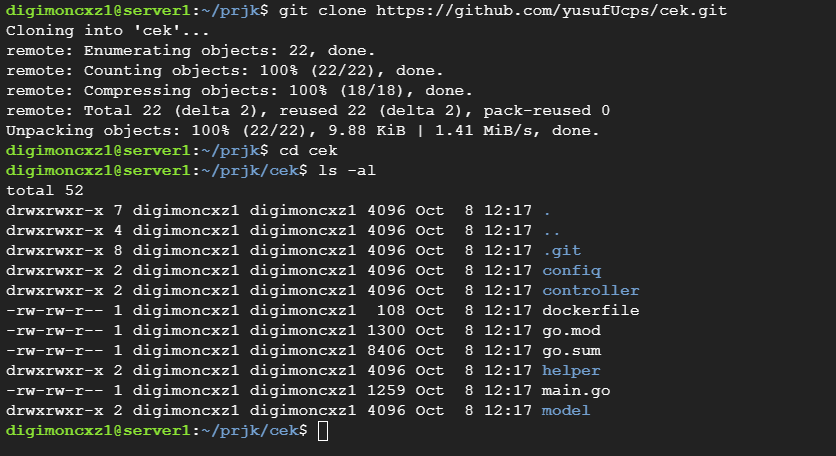 digimoncxz1@server1:~/prjk$ git clone https://github.com/yusufUcps/cek.git
Cloning into 'cek'...
remote: Enumerating objects: 22, done.
remote: Counting objects: 100% (22/22), done.
remote: Compressing objects: 100% (18/18), done.
remote: Total 22 (delta 2), reused 22 (delta 2), pack-reused 0
Unpacking objects: 100% (22/22), 9.88 KiB | 1.41 MiB/s, done.
digimoncxz1@server1:~/prjk$ cd cek
digimoncxz1@server1:~/prjk/cek$ ls -al
total 52
drwxrwxr-x 7 digimoncxz1 digimoncxz1 4096 Oct  8 12:17 .
drwxrwxr-x 4 digimoncxz1 digimoncxz1 4096 Oct  8 12:17 ..
drwxrwxr-x 8 digimoncxz1 digimoncxz1 4096 Oct  8 12:17 .git
drwxrwxr-x 2 digimoncxz1 digimoncxz1 4096 Oct  8 12:17 confiq
drwxrwxr-x 2 digimoncxz1 digimoncxz1 4096 Oct  8 12:17 controller
-rw-rw-r-- 1 digimoncxz1 digimoncxz1  108 Oct  8 12:17 dockerfile
-rw-rw-r-- 1 digimoncxz1 digimoncxz1 1300 Oct  8 12:17 go.mod
-rw-rw-r-- 1 digimoncxz1 digimoncxz1 8406 Oct  8 12:17 go.sum
drwxrwxr-x 2 digimoncxz1 digimoncxz1 4096 Oct  8 12:17 helper
-rw-rw-r-- 1 digimoncxz1 digimoncxz1 1259 Oct  8 12:17 main.go
drwxrwxr-x 2 digimoncxz1 digimoncxz1 4096 Oct  8 12:17 model
digimoncxz1@server1:~/prjk/cek$